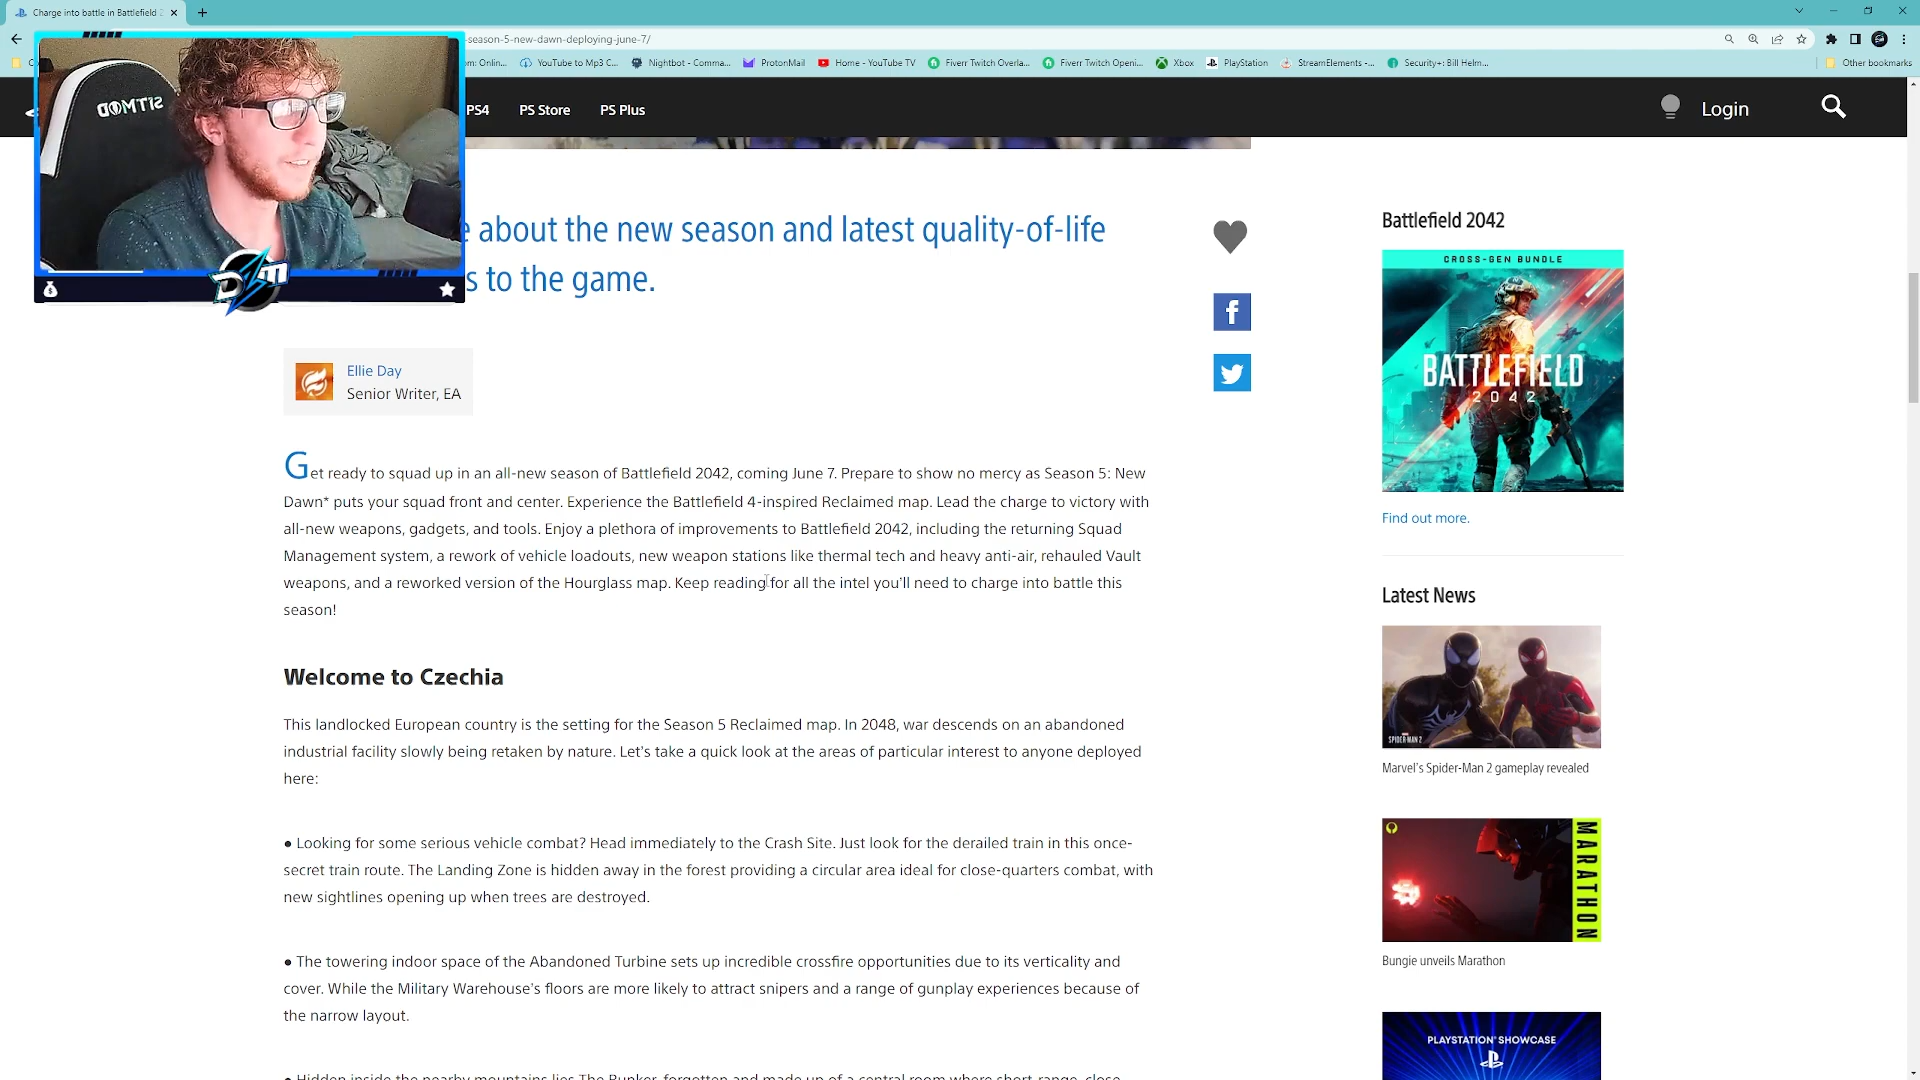 Charge into battle in Battlefield 2
-season-5-new-dawn-deploying-june-7/
om: Onlin...
YouTube to Mp3 C...
Nightbot - Comma...
ProtonMail
Home - YouTube TV
Fiverr Twitch Overla...
Fiverr Twitch Openi...
Xbox
PlayStation
StreamElements -...
Security+: Bill Helm...
Other bookmarks
PS4
PS Store
PS Plus
Login
DOMTIS
DZM
about the new season and latest quality-of-life
s to the game.
Ellie Day
Senior Writer, EA
Get ready to squad up in an all-new season of Battlefield 2042, coming June 7. Prepare to show no mercy as Season 5: New
Dawn* puts your squad front and center. Experience the Battlefield 4-inspired Reclaimed map. Lead the charge to victory with
all-new weapons, gadgets, and tools. Enjoy a plethora of improvements to Battlefield 2042, including the returning Squad
Management system, a rework of vehicle loadouts, new weapon stations like thermal tech and heavy anti-air, rehauled Vault
weapons, and a reworked version of the Hourglass map. Keep reading for all the intel you'll need to charge into battle this
season!
Welcome to Czechia
This landlocked European country is the setting for the Season 5 Reclaimed map. In 2048, war descends on an abandoned
industrial facility slowly being retaken by nature. Let's take a quick look at the areas of particular interest to anyone deployed
here:
● Looking for some serious vehicle combat? Head immediately to the Crash Site. Just look for the derailed train in this once-
secret train route. The Landing Zone is hidden away in the forest providing a circular area ideal for close-quarters combat, with
new sightlines opening up when trees are destroyed.
● The towering indoor space of the Abandoned Turbine sets up incredible crossfire opportunities due to its verticality and
cover. While the Military Warehouse's floors are more likely to attract snipers and a range of gunplay experiences because of
the narrow layout.
● Hidden inside the nearby mountains lies The Bunker, forgotten and made up of a central room where short-range, close
Battlefield 2042
CROSS-GEN BUNDLE
BATTLEFIELD
2042
Find out more.
Latest News
SPIDER-MAN 2
Marvel's Spider-Man 2 gameplay revealed
MARATHON
Bungie unveils Marathon
PLAYSTATION SHOWCASE